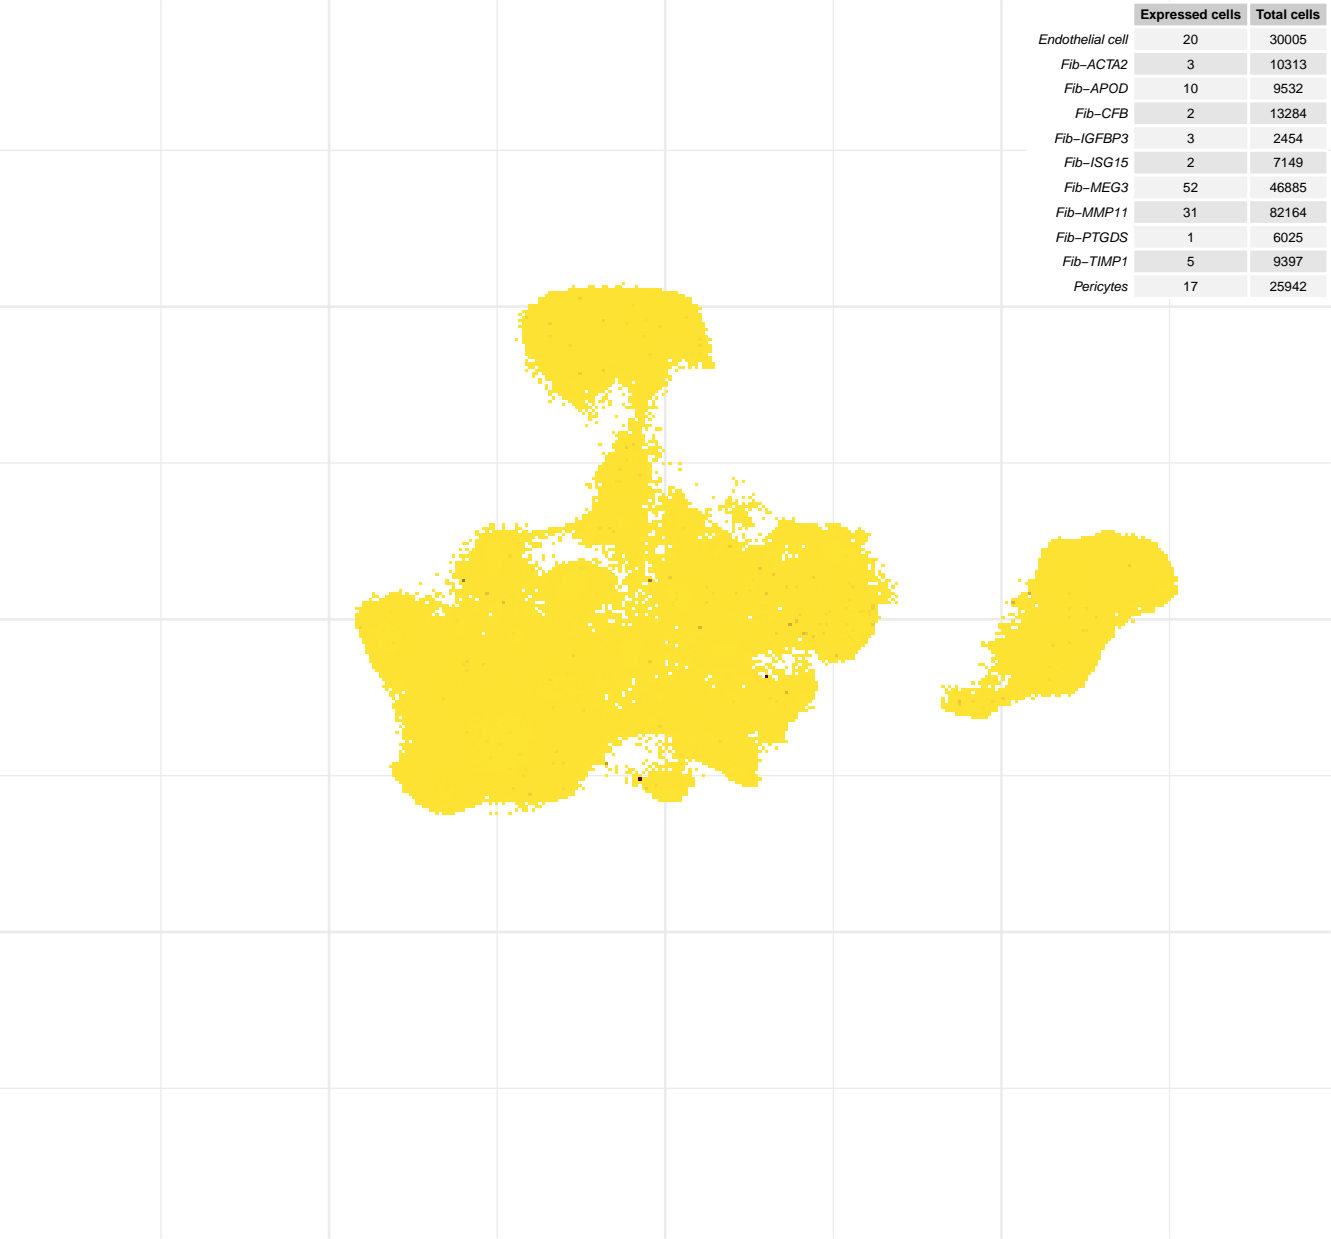 Expressed cells Total cells
Endothelial cell 20 30005
Fib−ACTA2 3 10313
Fib−APOD 10 9532
Fib−CFB 2 13284
Fib−IGFBP3 3 2454
Fib−ISG15 2 7149
Fib−MEG3 52 46885
Fib−MMP11 31 82164
Fib−PTGDS 1 6025
Fib−TIMP1 5 9397
Pericytes 17 25942